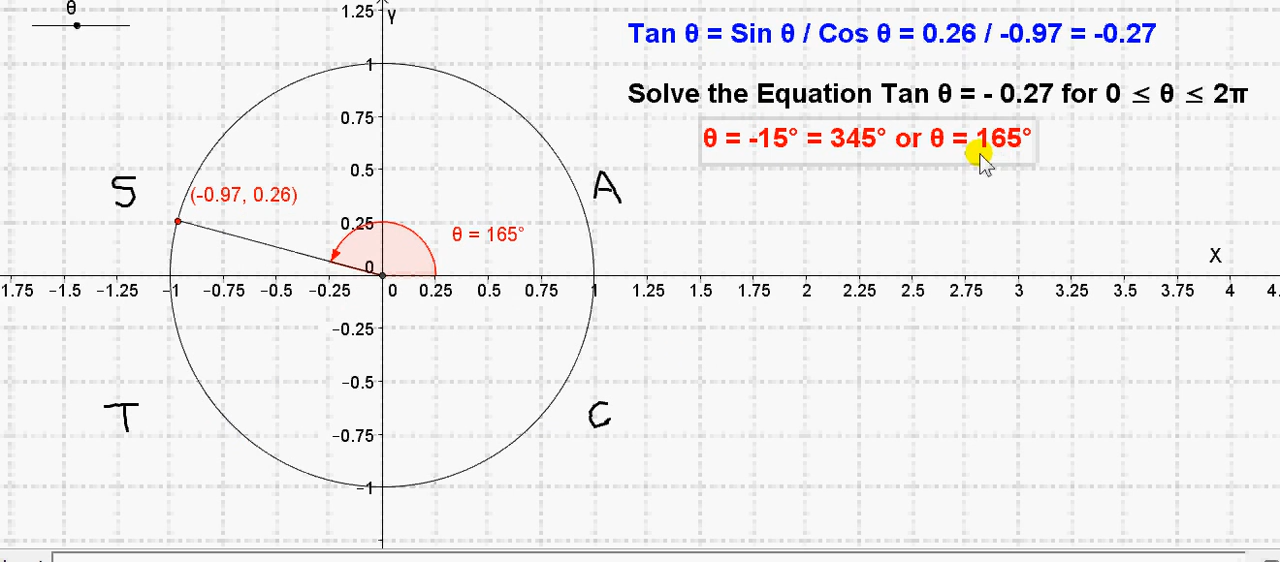 θ
1.25
Y
Tan θ = Sin θ / Cos θ = 0.26 / -0.97 = -0.27
1
Solve the Equation Tan θ = - 0.27 for 0 ≤ θ ≤ 2π
0.75
θ = -15° = 345° or θ = 165°
0.5
S
(-0.97, 0.26)
A
0.25
θ = 165°
0
X
1.75 −1.5 −1.25 −1 −0.75 −0.5 −0.25 0 0.25 0.5 0.75 1 1.25 1.5 1.75 2 2.25 2.5 2.75 3 3.25 3.5 3.75 4 4.
−0.25
−0.5
T
C
−0.75
−1